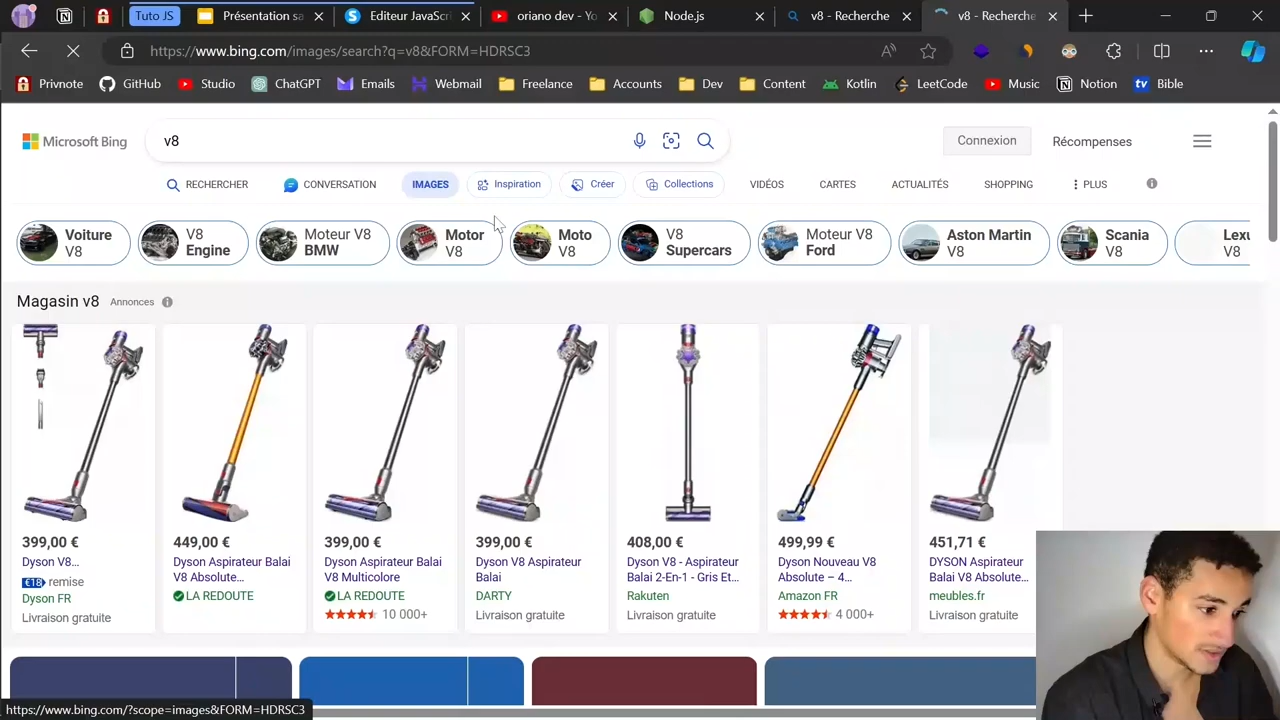 Tuto JS
Présentation sa
Editeur JavaScri
oriano dev - Yo
Node.js
v8 - Recherche
v8 - Recherche
https://www.bing.com/images/search?q=v8&FORM=HDRSC3
Privnote
GitHub
Studio
ChatGPT
Emails
Webmail
Freelance
Accounts
Dev
Content
Kotlin
LeetCode
Music
Notion
Bible
Microsoft Bing
v8
Connexion
Récompenses
RECHERCHER
CONVERSATION
IMAGES
Inspiration
Créer
Collections
VIDÉOS
CARTES
ACTUALITÉS
SHOPPING
PLUS
Voiture
V8
V8
Engine
Moteur V8
BMW
Motor
V8
Moto
V8
V8
Supercars
Moteur V8
Ford
Aston Martin
V8
Scania
V8
Lexu
V8
Magasin v8
Annonces
399,00 €
Dyson V8...
€18 remise
Dyson FR
Livraison gratuite
449,00 €
Dyson Aspirateur Balai
V8 Absolute...
LA REDOUTE
399,00 €
Dyson Aspirateur Balai
V8 Multicolore
LA REDOUTE
10 000+
399,00 €
Dyson V8 Aspirateur
Balai
DARTY
Livraison gratuite
408,00 €
Dyson V8 - Aspirateur
Balai 2-En-1 - Gris Et...
Rakuten
Livraison gratuite
499,99 €
Dyson Nouveau V8
Absolute – 4...
Amazon FR
4 000+
451,71 €
DYSON Aspirateur
Balai V8 Absolute...
meubles.fr
Livraison gratuite
https://www.bing.com/?scope=images&FORM=HDRSC3